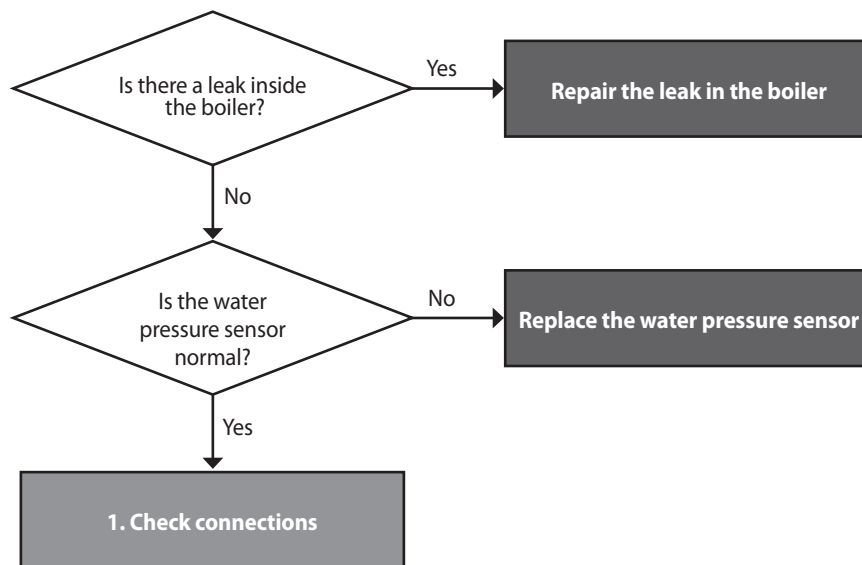 Is there a leak inside
the boiler?
Yes
Repair the leak in the boiler
No
Is the water
pressure sensor
normal?
No
Replace the water pressure sensor
Yes
1. Check connections